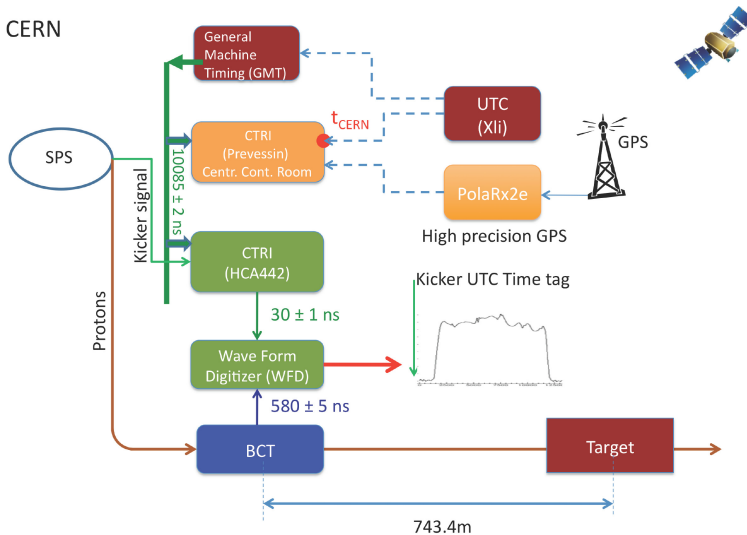 CERN
General
Machine
Timing (GMT)
UTC
(Xli)
GPS
tCERN
CTRI
(Prevessin)
Centr. Cont. Room
SPS
PolaRx2e
High precision GPS
10085 ± 2 ns
Kicker signal
CTRI
(HCA442)
Kicker UTC Time tag
30 ± 1 ns
Protons
Wave Form
Digitizer (WFD)
580 ± 5 ns
BCT
Target
743.4m